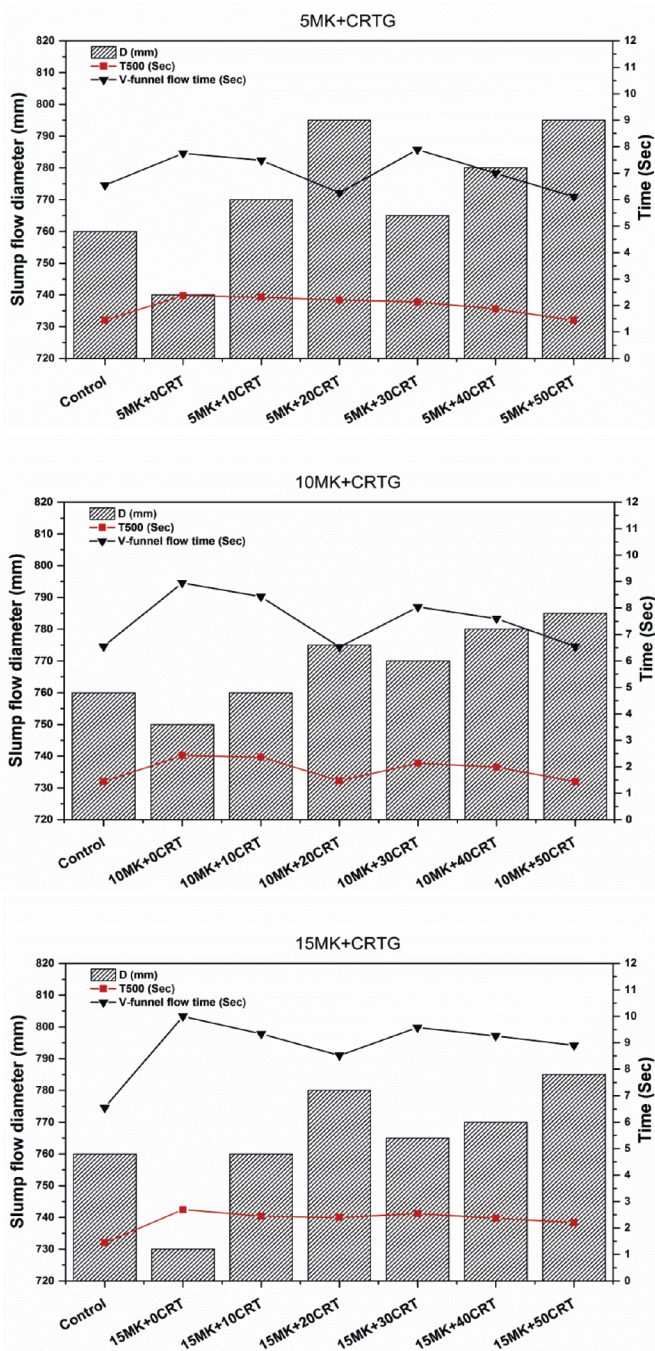 5MK+CRTG
D (mm)
T500 (Sec)
V-funnel flow time (Sec)
Slump flow diameter (mm)
820
810
800
790
780
770
760
750
740
730
720
Time (Sec)
12
11
10
9
8
7
6
5
4
3
2
1
0
Control
5MK+0CRT
5MK+10CRT
5MK+20CRT
5MK+30CRT
5MK+40CRT
5MK+50CRT
10MK+CRTG
D (mm)
T500 (Sec)
V-funnel flow time (Sec)
Slump flow diameter (mm)
820
810
800
790
780
770
760
750
740
730
720
Time (Sec)
12
11
10
9
8
7
6
5
4
3
2
1
0
Control
10MK+0CRT
10MK+10CRT
10MK+20CRT
10MK+30CRT
10MK+40CRT
10MK+50CRT
15MK+CRTG
D (mm)
T500 (Sec)
V-funnel flow time (Sec)
Slump flow diameter (mm)
820
810
800
790
780
770
760
750
740
730
720
Time (Sec)
12
11
10
9
8
7
6
5
4
3
2
1
0
Control
15MK+0CRT
15MK+10CRT
15MK+20CRT
15MK+30CRT
15MK+40CRT
15MK+50CRT